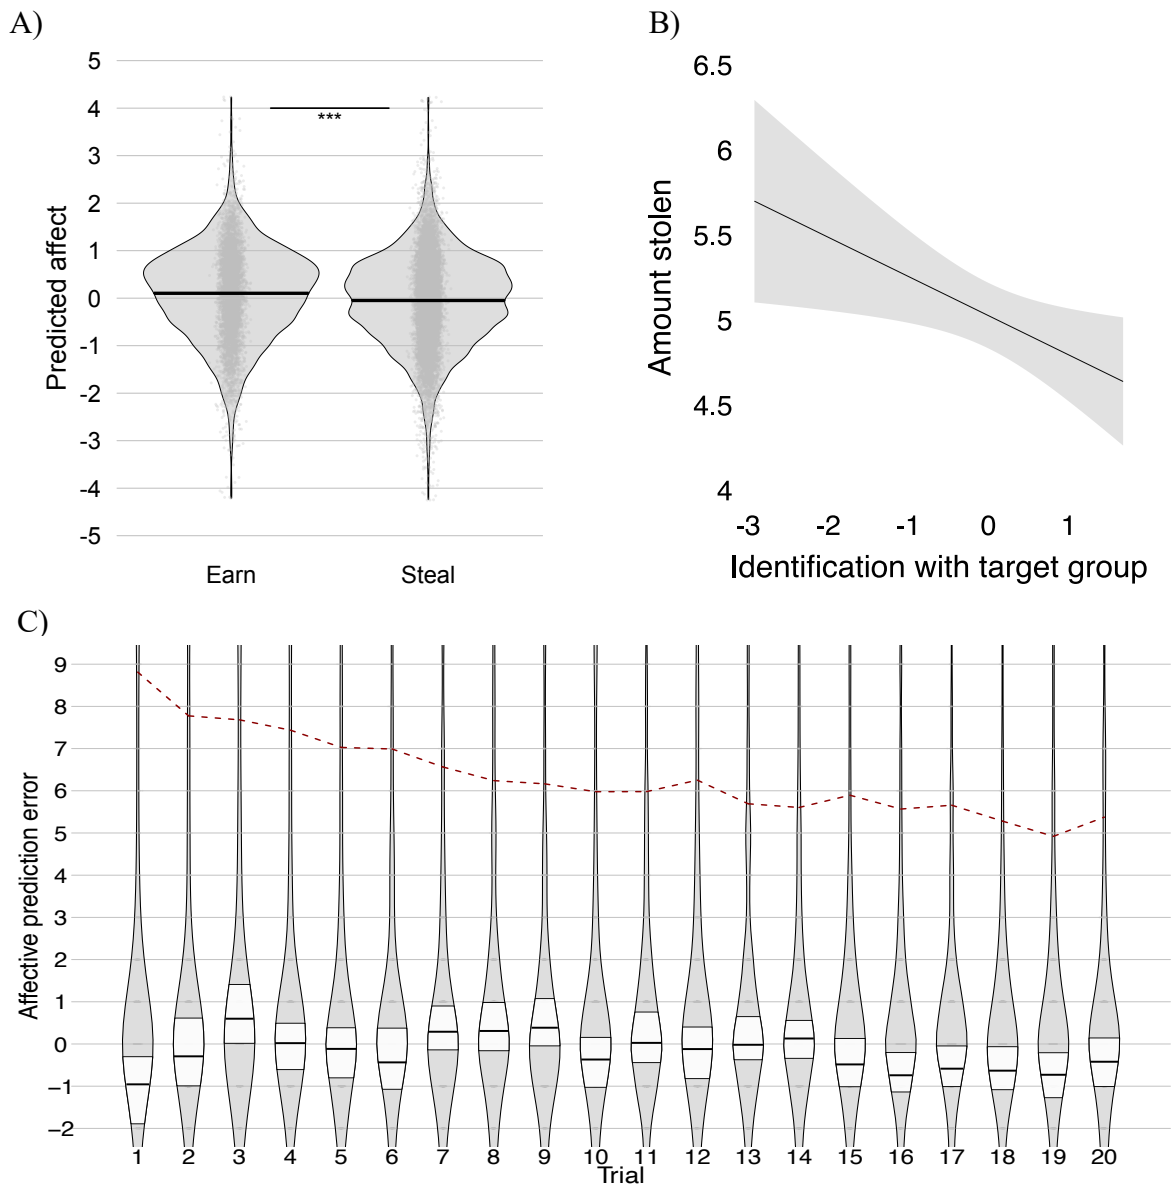 A)
5
4
3
2
1
0
-1
-2
-3
-4
-5
Predicted affect
***
Earn
Steal
B)
6.5
6
5.5
5
4.5
4
Amount stolen
-3 -2 -1 0 1
Identification with target group
C)
9
8
7
6
5
4
3
2
1
0
−1
−2
Affective prediction error
1 2 3 4 5 6 7 8 9 10 11 12 13 14 15 16 17 18 19 20
Trial